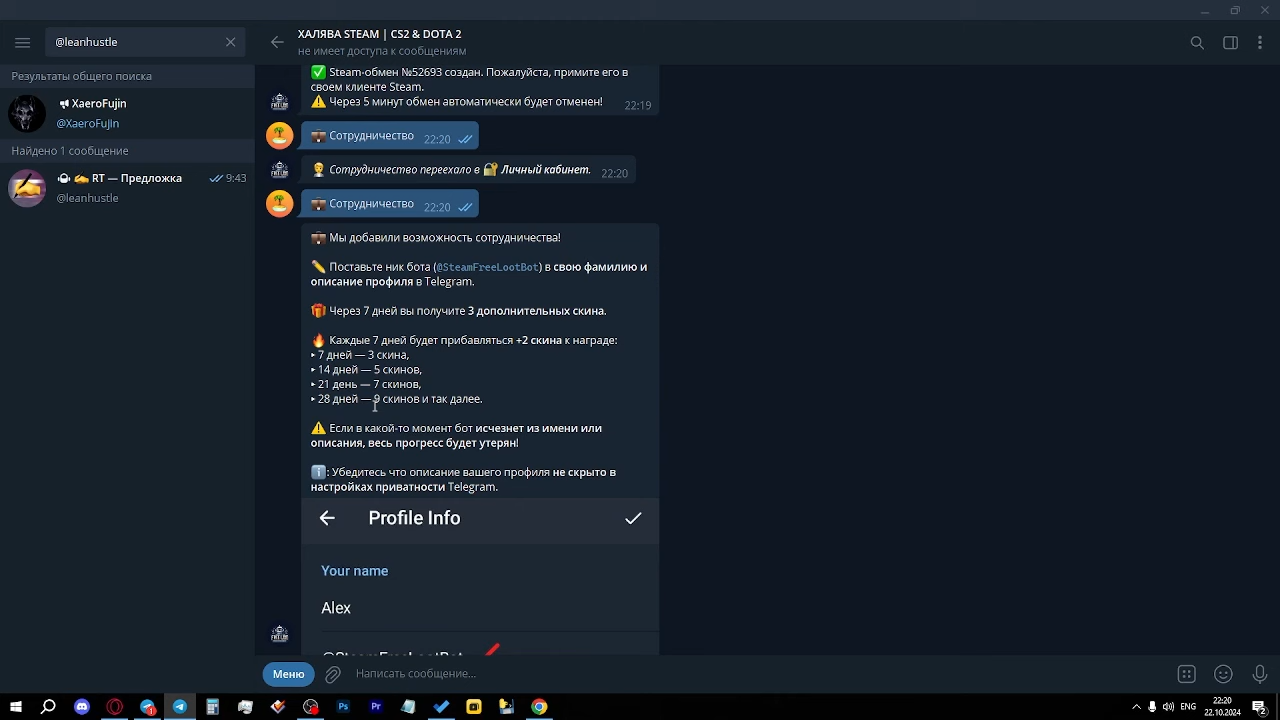 @leanhustle
Результаты общего поиска
XaeroFujin
@XaeroFujin
Найдено 1 сообщение
RT — Предложка
9:43
@leanhustle
ХАЛЯВА STEAM | CS2 & DOTA 2
не имеет доступа к сообщениям
Steam-обмен №52693 создан. Пожалуйста, примите его в
своем клиенте Steam.
Через 5 минут обмен автоматически будет отменен!
22:19
Сотрудничество 22:20
Сотрудничество переехало в Личный кабинет. 22:20
Сотрудничество 22:20
Мы добавили возможность сотрудничества!
Поставьте ник бота (@SteamFreeLootBot) в свою фамилию и
описание профиля в Telegram.
Через 7 дней вы получите 3 дополнительных скина.
Каждые 7 дней будет прибавляться +2 скина к награде:
‣ 7 дней — 3 скина,
‣ 14 дней — 5 скинов,
‣ 21 день — 7 скинов,
‣ 28 дней — 9 скинов и так далее.
Если в какой-то момент бот исчезнет из имени или
описания, весь прогресс будет утерян!
: Убедитесь что описание вашего профиля не скрыто в
настройках приватности Telegram.
Profile Info
Your name
Alex
@SteamFreeLootBot
Меню
Написать сообщение...
ENG
22:20
22.10.2024